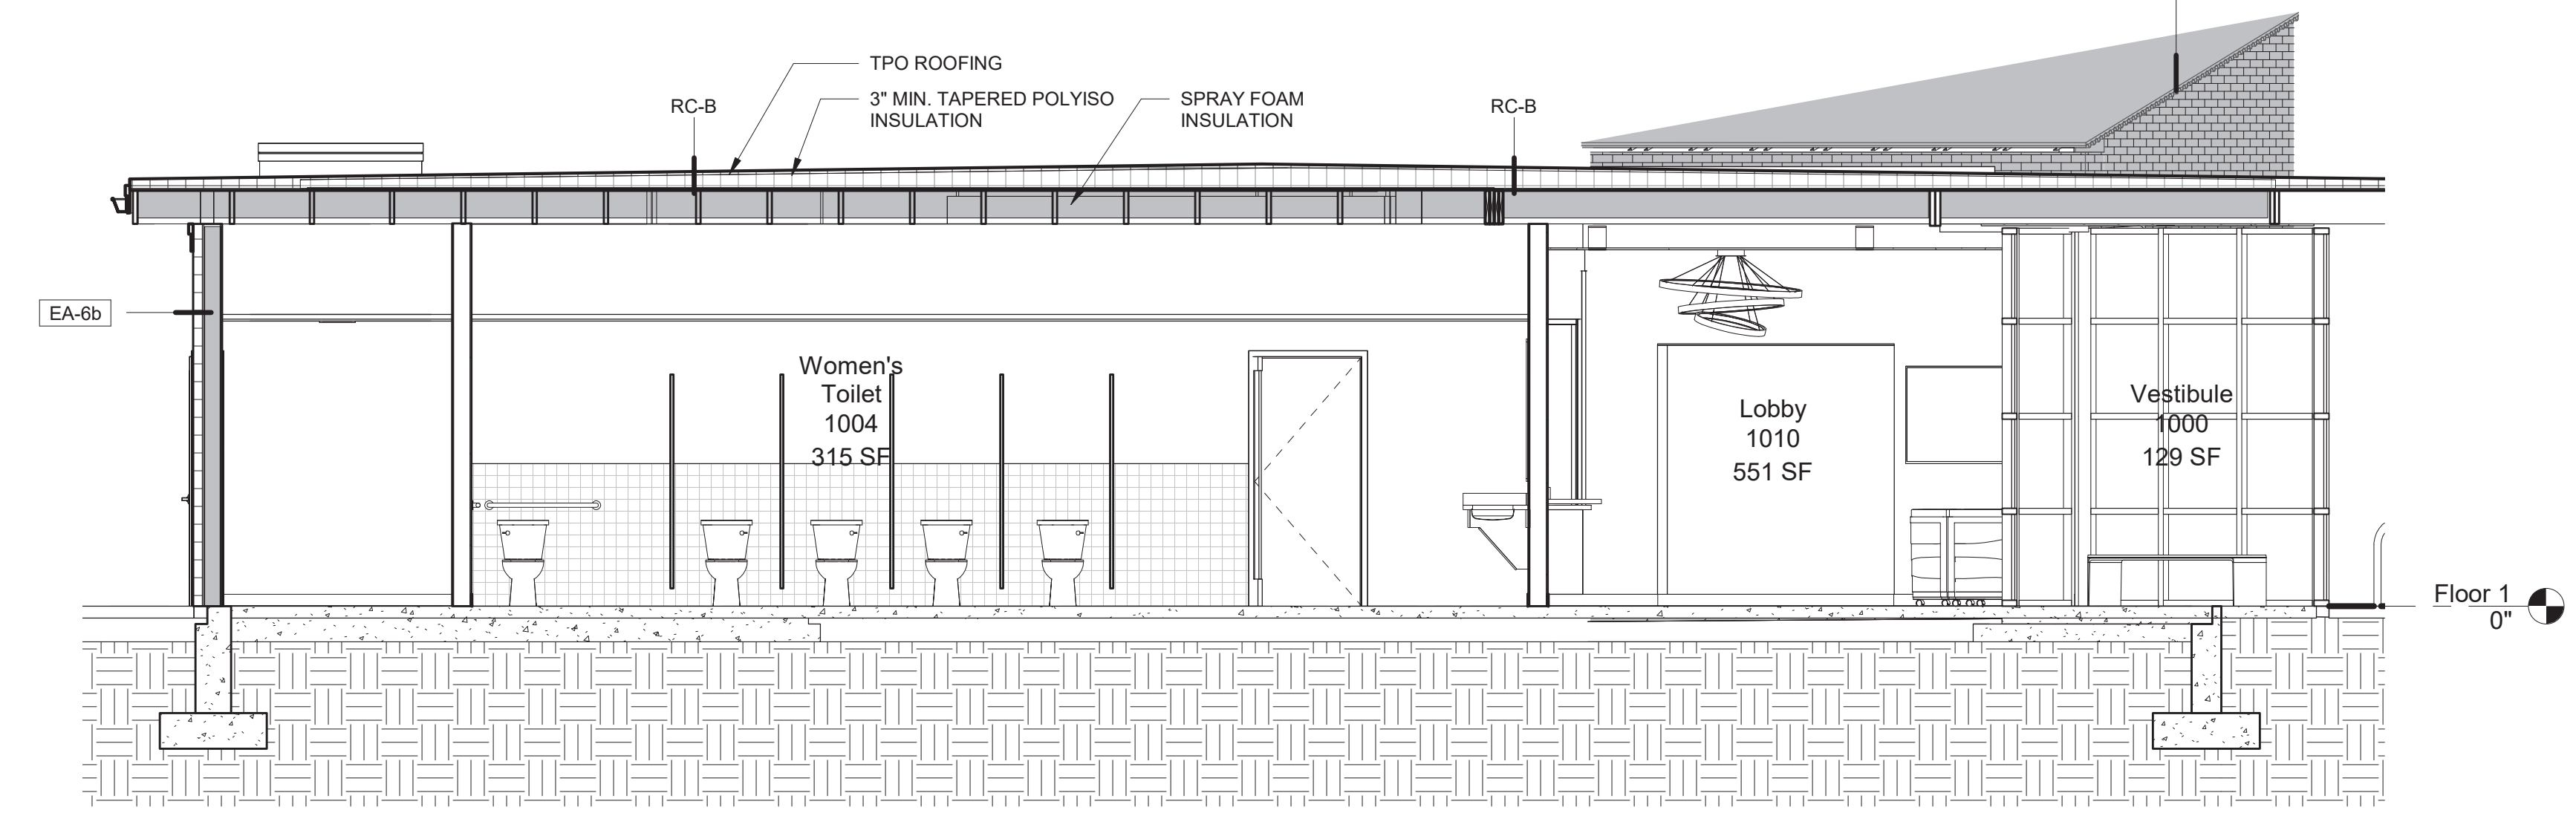 TPO ROOFING
3" MIN. TAPERED POLYISO
INSULATION
SPRAY FOAM
INSULATION
RC-B
RC-B
EA-6b
Women's
Toilet
1004
315 SF
Lobby
1010
551 SF
Vestibule
1000
129 SF
Floor 1
0"